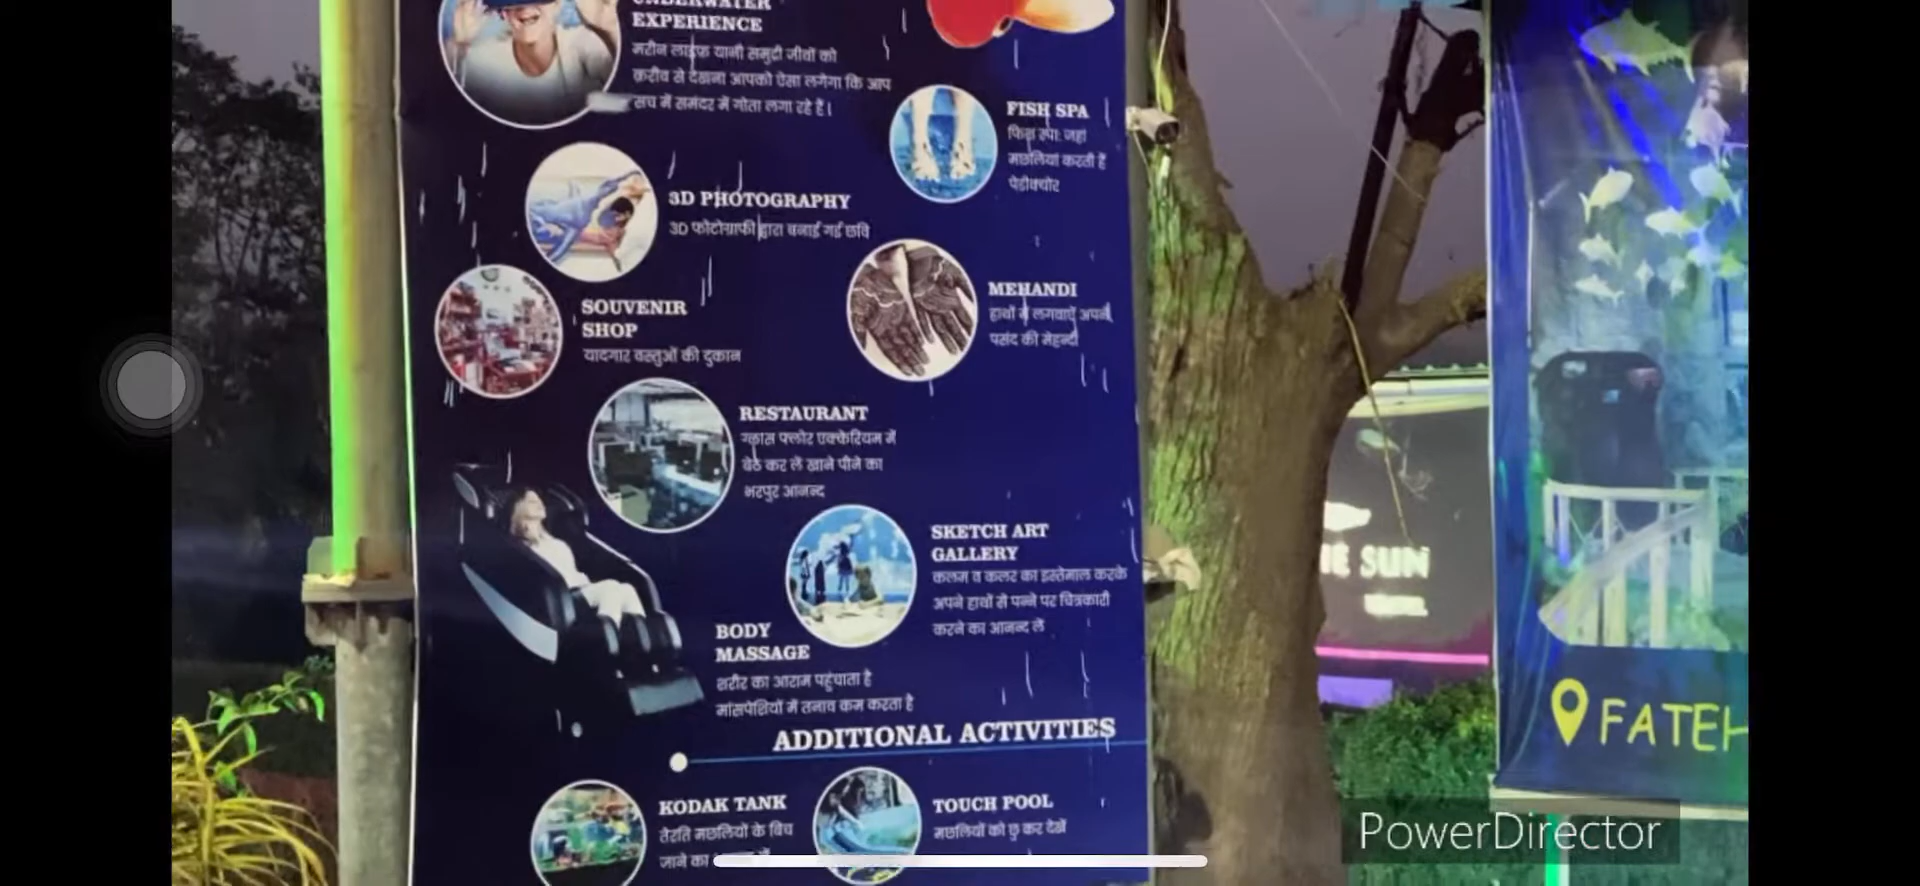 UNDERWATER
EXPERIENCE
मरीन लाइफ यानी समुद्री जीवों को
क़रीब से देखना आपको ऐसा लगेगा कि आप
सच में समंदर में गोता लगा रहे हैं।
FISH SPA
फिश स्पा: जहां
मछलियां करती हैं
पेडीक्योर
3D PHOTOGRAPHY
3D फोटोग्राफी द्वारा बनाई गई छवि
SOUVENIR
SHOP
यादगार वस्तुओं की दुकान
MEHANDI
हाथों में लगवाऐं अपनी
पसंद की मेहन्दी
RESTAURANT
ग्लास फ्लोर एक्केरियम में
बैठे कर लें खाने पीने का
भरपुर आनन्द
SKETCH ART
GALLERY
कलम व कलर का इस्तेमाल करके
अपने हाथों से पन्ने पर चित्रकारी
करने का आनन्द लें
BODY
MASSAGE
शरीर का आराम पहुंचाता है
मांसपेशियों में तनाव कम करता है
ADDITIONAL ACTIVITIES
KODAK TANK
तैरति मछलियों के बिच
जाने का
TOUCH POOL
मछलियों को छु कर देखें
SUN
FATEH
PowerDirector